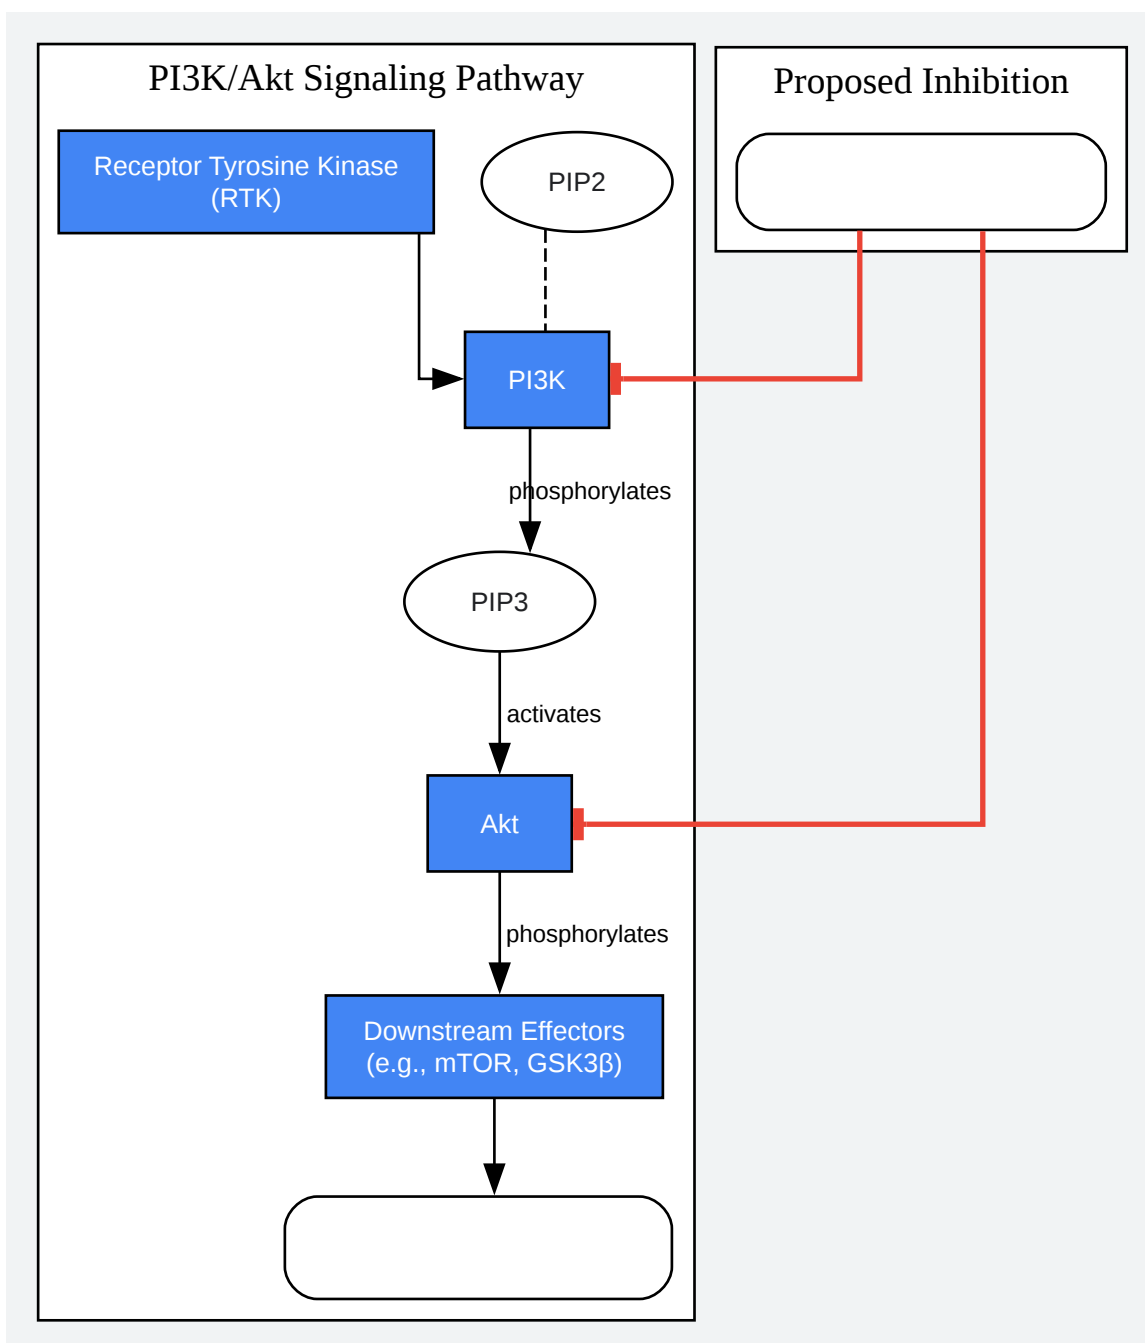 PI3K/Akt Signaling Pathway
Proposed Inhibition
Receptor Tyrosine Kinase
(RTK)
PIP2
PI3K
phosphorylates
PIP3
activates
Akt
phosphorylates
Downstream Effectors
(e.g., mTOR, GSK3β)